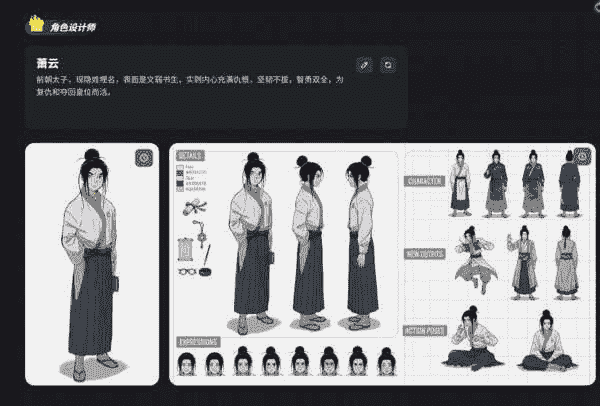 角色设计师
萧云
前朝太子，现隐姓埋名，表面是文弱书生，实则内心充满仇恨，坚韧不拔，智勇双全，为
复仇和夺回皇位而活。
DETAILS
CHARACTER
NEW OUTFITS
ACTION POSES
EXPRESSIONS